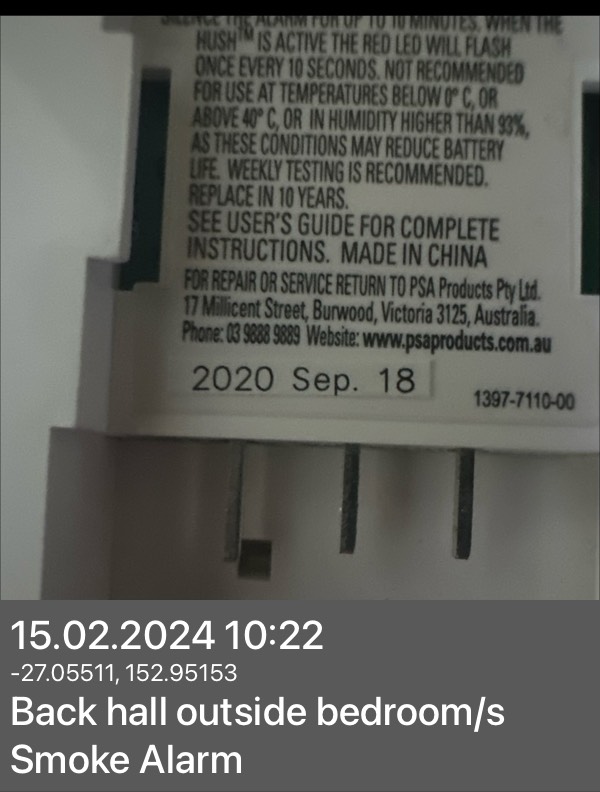 SILENCE THE ALARM FOR UP TO 10 MINUTES. WHEN THE
HUSH™ IS ACTIVE THE RED LED WILL FLASH
ONCE EVERY 10 SECONDS. NOT RECOMMENDED
FOR USE AT TEMPERATURES BELOW 0° C, OR
ABOVE 40° C, OR IN HUMIDITY HIGHER THAN 93%,
AS THESE CONDITIONS MAY REDUCE BATTERY
LIFE. WEEKLY TESTING IS RECOMMENDED.
REPLACE IN 10 YEARS.
SEE USER'S GUIDE FOR COMPLETE
INSTRUCTIONS. MADE IN CHINA
FOR REPAIR OR SERVICE RETURN TO PSA Products Pty Ltd.
17 Millicent Street, Burwood, Victoria 3125, Australia.
Phone: 03 9888 9889 Website: www.psaproducts.com.au
2020 Sep. 18
1397-7110-00
15.02.2024 10:22
-27.05511, 152.95153
Back hall outside bedroom/s
Smoke Alarm